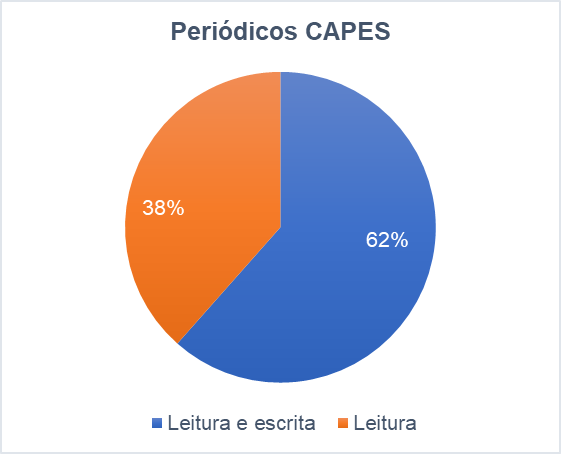 Periódicos CAPES
38%
62%
Leitura e escrita
Leitura